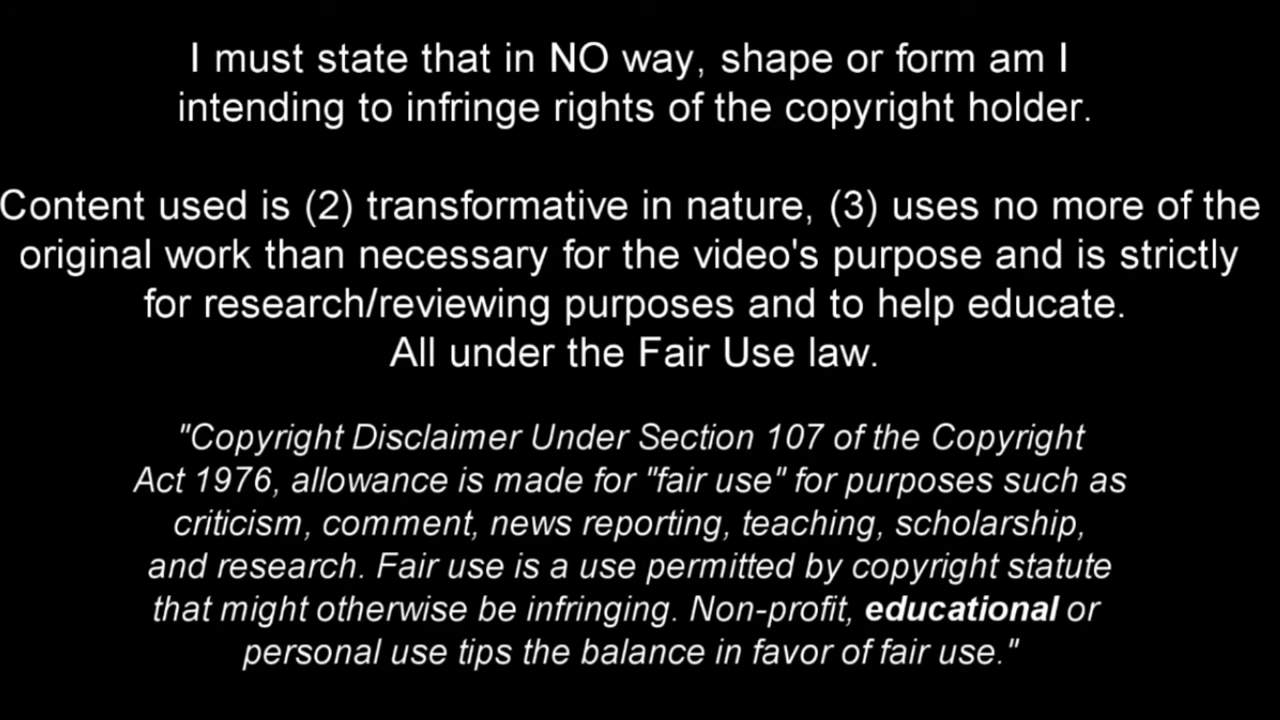 I must state that in NO way, shape or form am I
intending to infringe rights of the copyright holder.
Content used is (2) transformative in nature, (3) uses no more of the
original work than necessary for the video's purpose and is strictly
for research/reviewing purposes and to help educate.
All under the Fair Use law.
"Copyright Disclaimer Under Section 107 of the Copyright
Act 1976, allowance is made for "fair use" for purposes such as
criticism, comment, news reporting, teaching, scholarship,
and research. Fair use is a use permitted by copyright statute
that might otherwise be infringing. Non-profit, educational or
personal use tips the balance in favor of fair use."